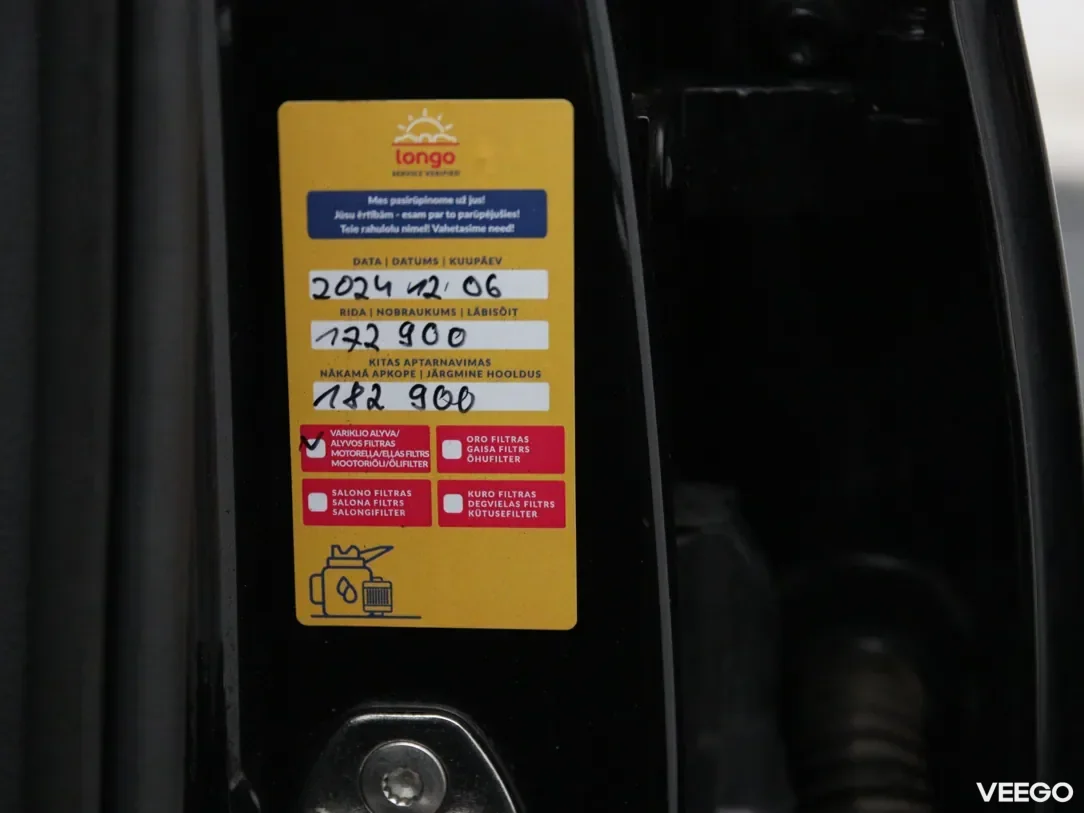 longo
SERVICE VERIFIED
Mes pasirūpinome už jus!
Jūsu ērtībām - esam par to parūpējušies!
Teie rahulolu nimel! Vahetasime need!
DATA | DATUMS | KUUPÄEV
2024 12. 06
RIDA | NOBRAUKUMS | LÄBISÕIT
172 900
KITAS APTARNAVIMAS
NĀKAMĀ APKOPE | JÄRGMINE HOOLDUS
182 900
VARIKLIO ALYVA/
ALYVOS FILTRAS
MOTOREĻĻA/EĻĻAS FILTRS
MOOTORIÕLI/ÕLIFILTER
ORO FILTRAS
GAISA FILTRS
ÕHUFILTER
SALONO FILTRAS
SALONA FILTRS
SALONGIFILTER
KURO FILTRAS
DEGVIELAS FILTRS
KÜTUSEFILTER
VEEGO